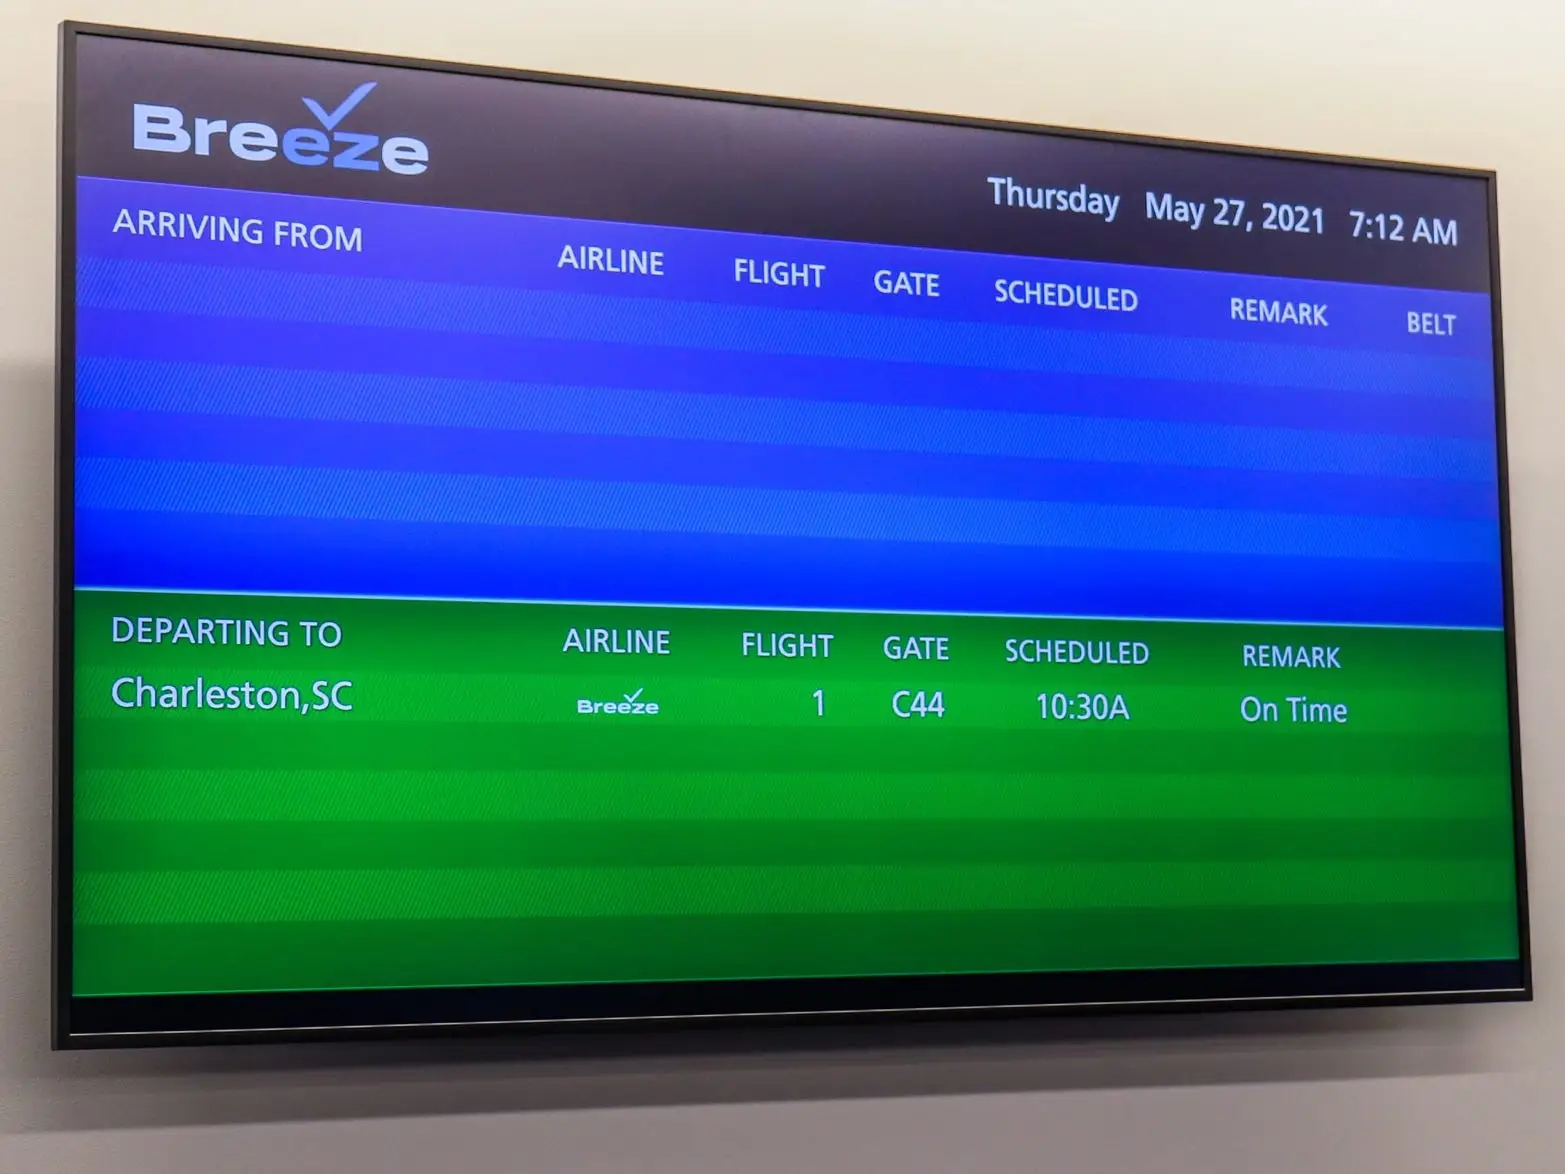 Breeze
Thursday May 27, 2021 7:12 AM
ARRIVING FROM AIRLINE FLIGHT GATE SCHEDULED REMARK BELT
DEPARTING TO AIRLINE FLIGHT GATE SCHEDULED REMARK
Charleston,SC Breeze 1 C44 10:30A On Time